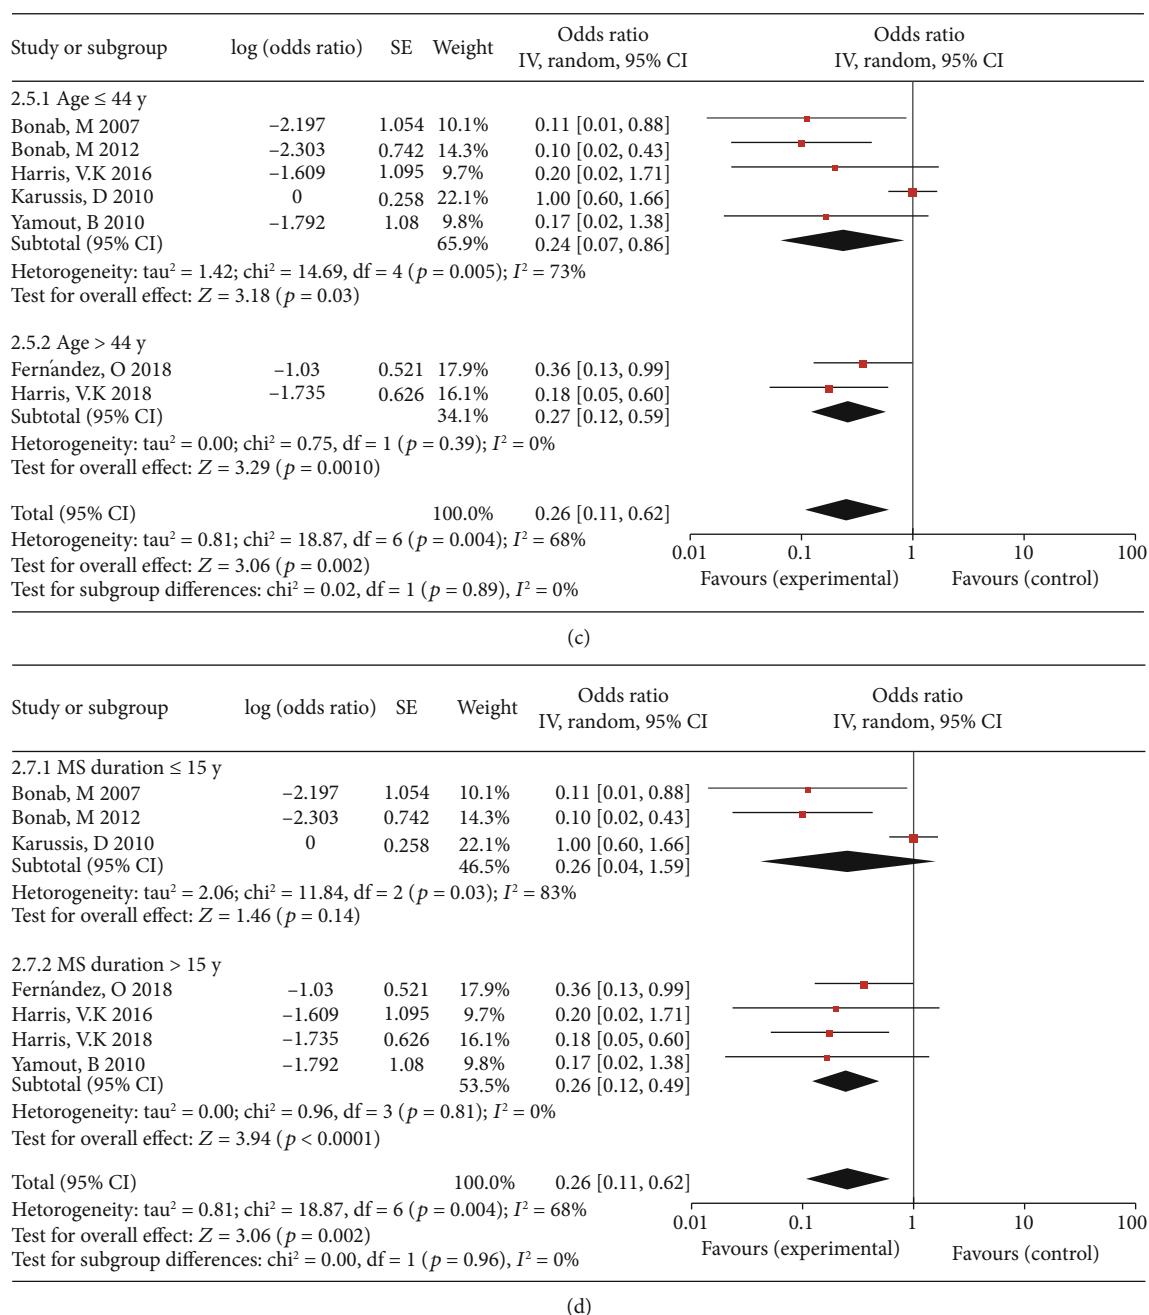 Study or subgroup log (odds ratio) SE Weight Odds ratio IV, random, 95% CI Odds ratio IV, random, 95% CI
2.5.1 Age ≤ 44 y
Bonab, M 2007 –2.197 1.054 10.1% 0.11 [0.01, 0.88]
Bonab, M 2012 –2.303 0.742 14.3% 0.10 [0.02, 0.43]
Harris, V.K 2016 –1.609 1.095 9.7% 0.20 [0.02, 1.71]
Karussis, D 2010 0 0.258 22.1% 1.00 [0.60, 1.66]
Yamout, B 2010 –1.792 1.08 9.8% 0.17 [0.02, 1.38]
Subtotal (95% CI) 65.9% 0.24 [0.07, 0.86]
Hetorogeneity: tau² = 1.42; chi² = 14.69, df = 4 (p = 0.005); I² = 73%
Test for overall effect: Z = 3.18 (p = 0.03)
2.5.2 Age > 44 y
Fernández, O 2018 –1.03 0.521 17.9% 0.36 [0.13, 0.99]
Harris, V.K 2018 –1.735 0.626 16.1% 0.18 [0.05, 0.60]
Subtotal (95% CI) 34.1% 0.27 [0.12, 0.59]
Hetorogeneity: tau² = 0.00; chi² = 0.75, df = 1 (p = 0.39); I² = 0%
Test for overall effect: Z = 3.29 (p = 0.0010)
Total (95% CI) 100.0% 0.26 [0.11, 0.62]
Hetorogeneity: tau² = 0.81; chi² = 18.87, df = 6 (p = 0.004); I² = 68%
0.01 0.1 1 10 100
Test for overall effect: Z = 3.06 (p = 0.002)
Favours (experimental) Favours (control)
Test for subgroup differences: chi² = 0.02, df = 1 (p = 0.89), I² = 0%
(c)
Study or subgroup log (odds ratio) SE Weight Odds ratio IV, random, 95% CI Odds ratio IV, random, 95% CI
2.7.1 MS duration ≤ 15 y
Bonab, M 2007 –2.197 1.054 10.1% 0.11 [0.01, 0.88]
Bonab, M 2012 –2.303 0.742 14.3% 0.10 [0.02, 0.43]
Karussis, D 2010 0 0.258 22.1% 1.00 [0.60, 1.66]
Subtotal (95% CI) 46.5% 0.26 [0.04, 1.59]
Hetorogeneity: tau² = 2.06; chi² = 11.84, df = 2 (p = 0.03); I² = 83%
Test for overall effect: Z = 1.46 (p = 0.14)
2.7.2 MS duration > 15 y
Fernández, O 2018 –1.03 0.521 17.9% 0.36 [0.13, 0.99]
Harris, V.K 2016 –1.609 1.095 9.7% 0.20 [0.02, 1.71]
Harris, V.K 2018 –1.735 0.626 16.1% 0.18 [0.05, 0.60]
Yamout, B 2010 –1.792 1.08 9.8% 0.17 [0.02, 1.38]
Subtotal (95% CI) 53.5% 0.26 [0.12, 0.49]
Hetorogeneity: tau² = 0.00; chi² = 0.96, df = 3 (p = 0.81); I² = 0%
Test for overall effect: Z = 3.94 (p < 0.0001)
Total (95% CI) 100.0% 0.26 [0.11, 0.62]
Hetorogeneity: tau² = 0.81; chi² = 18.87, df = 6 (p = 0.004); I² = 68%
0.01 0.1 1 10 100
Test for overall effect: Z = 3.06 (p = 0.002)
Favours (experimental) Favours (control)
Test for subgroup differences: chi² = 0.00, df = 1 (p = 0.96), I² = 0%
(d)